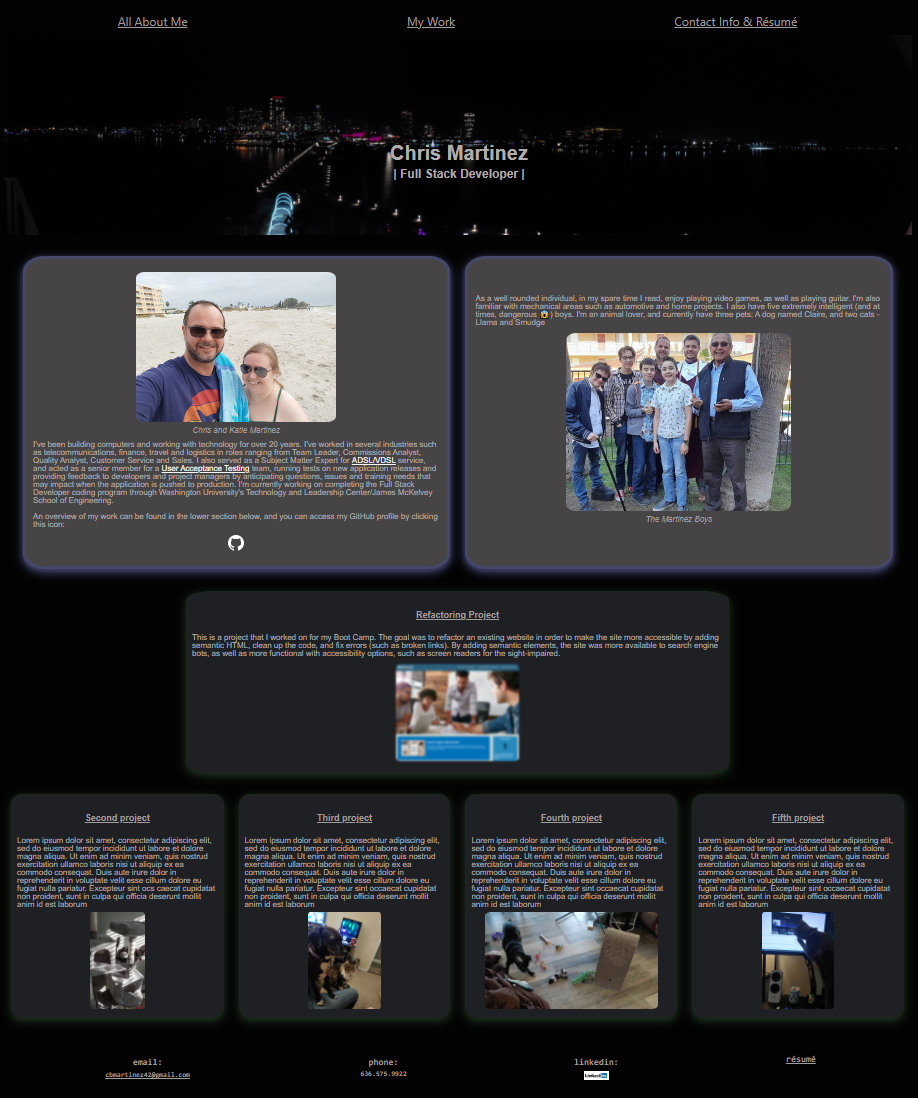 All About Me
My Work
Contact Info & Résumé
Chris Martinez
| Full Stack Developer |
Chris and Katie Martinez
I've been building computers and working with technology for over 20 years. I've worked in several industries such
as telecommunications, finance, travel and logistics in roles ranging from Team Leader, Commissions Analyst,
Quality Analyst, Customer Service and Sales. I also served as a Subject Matter Expert for ADSL/VDSL service,
and acted as a senior member for a User Acceptance Testing team, running tests on new application releases and
providing feedback to developers and project managers by anticipating questions, issues and training needs that
may impact when the application is pushed to production. I'm currently working on completing the Full Stack
Developer coding program through Washington University's Technology and Leadership Center/James McKelvey
School of Engineering.
An overview of my work can be found in the lower section below, and you can access my GitHub profile by clicking
this icon:
As a well rounded individual, in my spare time I read, enjoy playing video games, as well as playing guitar. I'm also
familiar with mechanical areas such as automotive and home projects. I also have five extremely intelligent (and at
times, dangerous 😱) boys. I'm an animal lover, and currently have three pets: A dog named Claire, and two cats -
Llama and Smudge
The Martinez Boys
Refactoring Project
This is a project that I worked on for my Boot Camp. The goal was to refactor an existing website in order to make the site more accessible by adding
semantic HTML, clean up the code, and fix errors (such as broken links). By adding semantic elements, the site was more available to search engine
bots, as well as more functional with accessibility options, such as screen readers for the sight-impaired.
Second project
Lorem ipsum dolor sit amet, consectetur adipiscing elit,
sed do eiusmod tempor incididunt ut labore et dolore
magna aliqua. Ut enim ad minim veniam, quis nostrud
exercitation ullamco laboris nisi ut aliquip ex ea
commodo consequat. Duis aute irure dolor in
reprehenderit in voluptate velit esse cillum dolore eu
fugiat nulla pariatur. Excepteur sint ocs caecat cupidatat
non proident, sunt in culpa qui officia deserunt mollit
anim id est laborum
Third project
Lorem ipsum dolor sit amet, consectetur adipiscing elit,
sed do eiusmod tempor incididunt ut labore et dolore
magna aliqua. Ut enim ad minim veniam, quis nostrud
exercitation ullamco laboris nisi ut aliquip ex ea
commodo consequat. Duis aute irure dolor in
reprehenderit in voluptate velit esse cillum dolore eu
fugiat nulla pariatur. Excepteur sint occaecat cupidatat
non proident, sunt in culpa qui officia deserunt mollit
anim id est laborum
Fourth project
Lorem ipsum dolor sit amet, consectetur adipiscing elit,
sed do eiusmod tempor incididunt ut labore et dolore
magna aliqua. Ut enim ad minim veniam, quis nostrud
exercitation ullamco laboris nisi ut aliquip ex ea
commodo consequat. Duis aute irure dolor in
reprehenderit in voluptate velit esse cillum dolore eu
fugiat nulla pariatur. Excepteur sint occaecat cupidatat
non proident, sunt in culpa qui officia deserunt mollit
anim id est laborum
Fifth project
Lorem ipsum dolor sit amet, consectetur adipiscing elit,
sed do eiusmod tempor incididunt ut labore et dolore
magna aliqua. Ut enim ad minim veniam, quis nostrud
exercitation ullamco laboris nisi ut aliquip ex ea
commodo consequat. Duis aute irure dolor in
reprehenderit in voluptate velit esse cillum dolore eu
fugiat nulla pariatur. Excepteur sint occaecat cupidatat
non proident, sunt in culpa qui officia deserunt mollit
anim id est laborum
email:
cbmartinez42@gmail.com
phone:
636.575.9922
linkedin:
Linked in
résumé